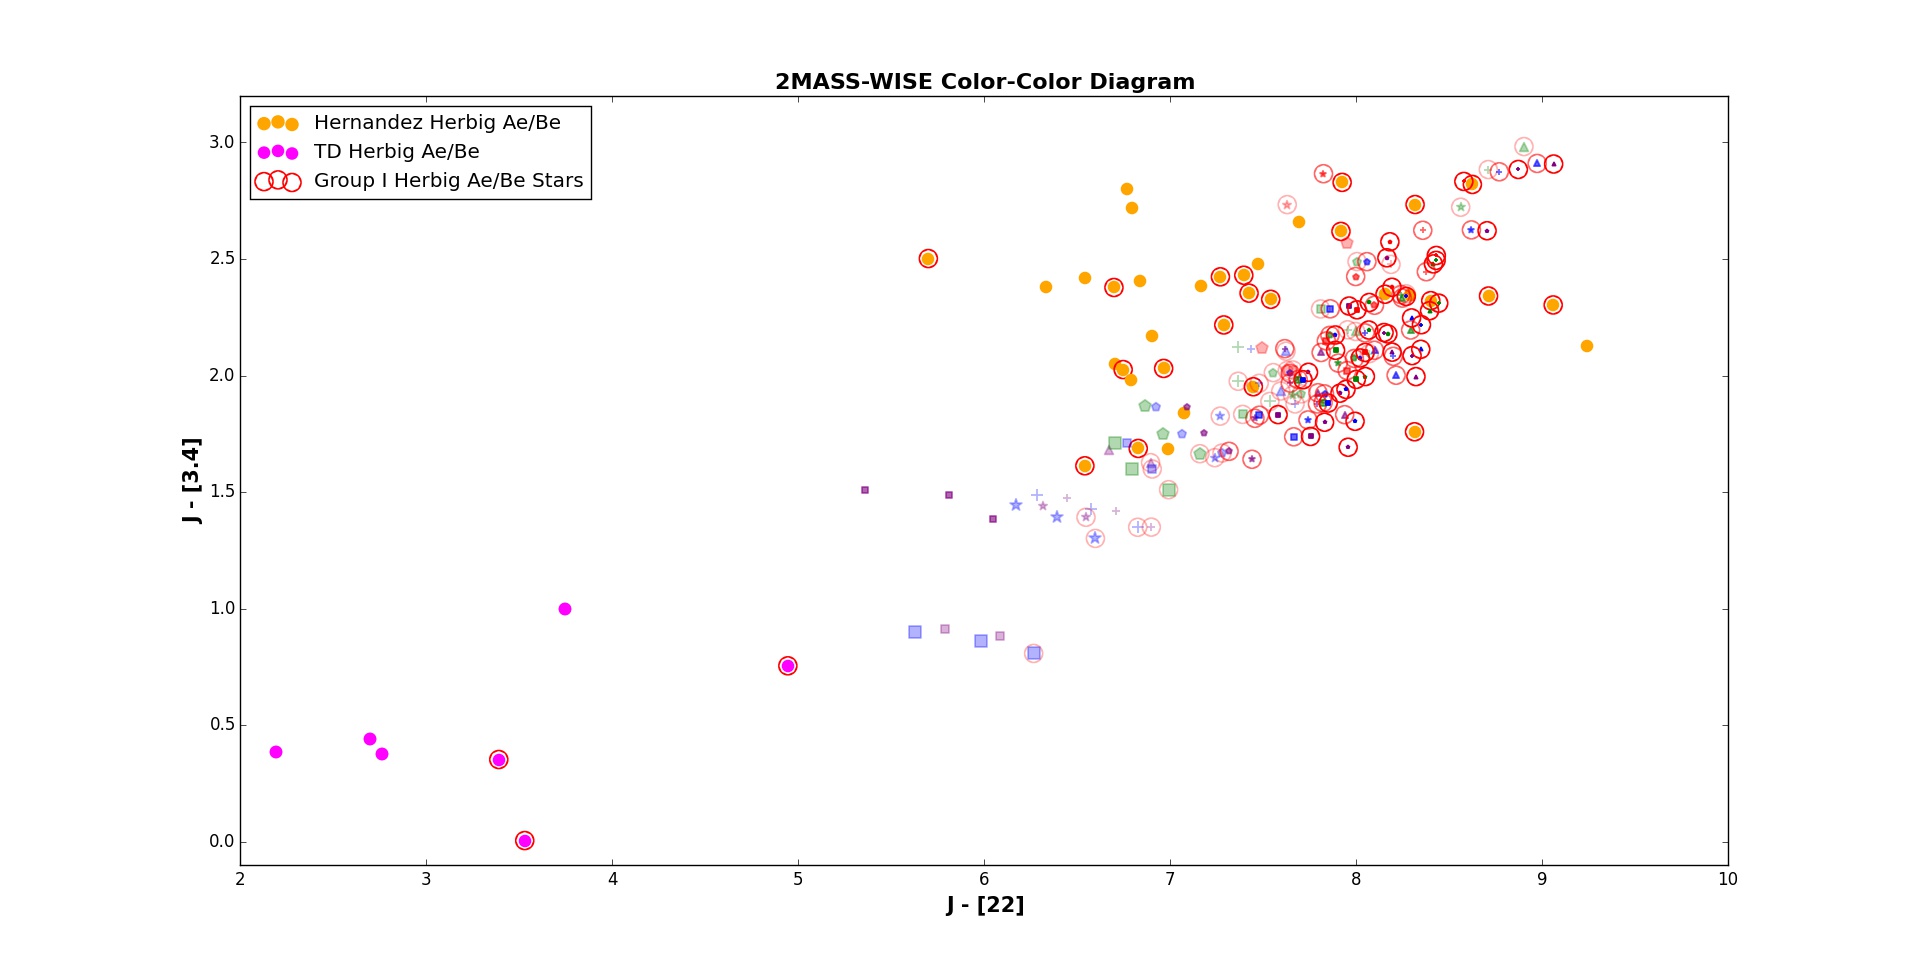 2MASS-WISE Color-Color Diagram
Hernandez Herbig Ae/Be
TD Herbig Ae/Be
Group I Herbig Ae/Be Stars
3.0
2.5
2.0
1.5
1.0
0.5
0.0
J - [3.4]
2 3 4 5 6 7 8 9 10
J - [22]